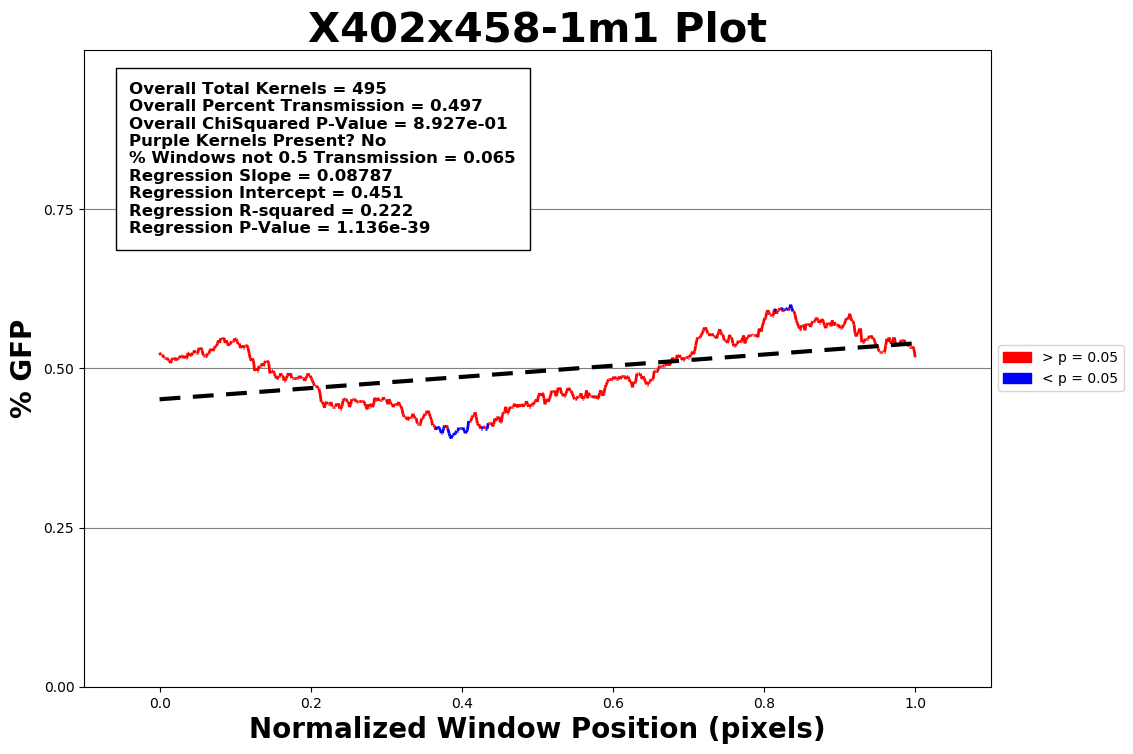 X402x458-1m1 Plot
Overall Total Kernels = 495
Overall Percent Transmission = 0.497
Overall ChiSquared P-Value = 8.927e-01
Purple Kernels Present? No
% Windows not 0.5 Transmission = 0.065
Regression Slope = 0.08787
Regression Intercept = 0.451
Regression R-squared = 0.222
Regression P-Value = 1.136e-39
% GFP
0.75
0.50
0.25
0.00
> p = 0.05
< p = 0.05
0.0 0.2 0.4 0.6 0.8 1.0
Normalized Window Position (pixels)